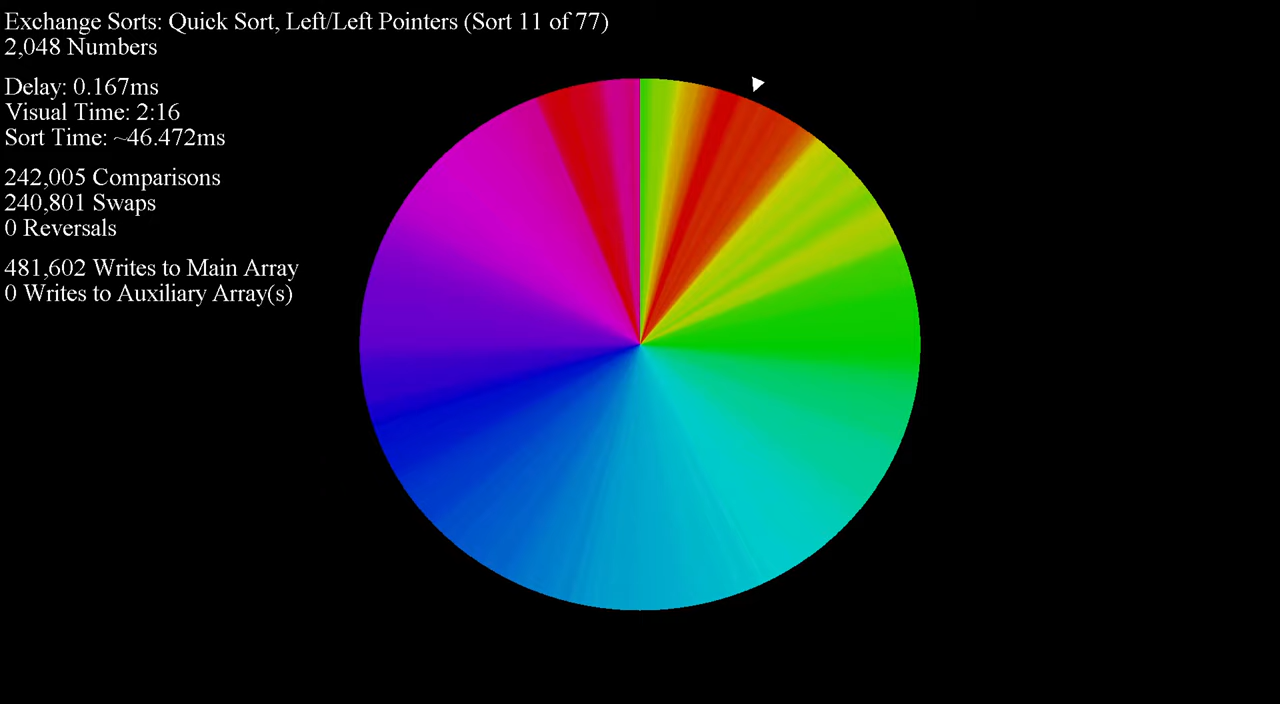 Exchange Sorts: Quick Sort, Left/Left Pointers (Sort 11 of 77)
2,048 Numbers
Delay: 0.167ms
Visual Time: 2:16
Sort Time: ~46.472ms
242,005 Comparisons
240,801 Swaps
0 Reversals
481,602 Writes to Main Array
0 Writes to Auxiliary Array(s)